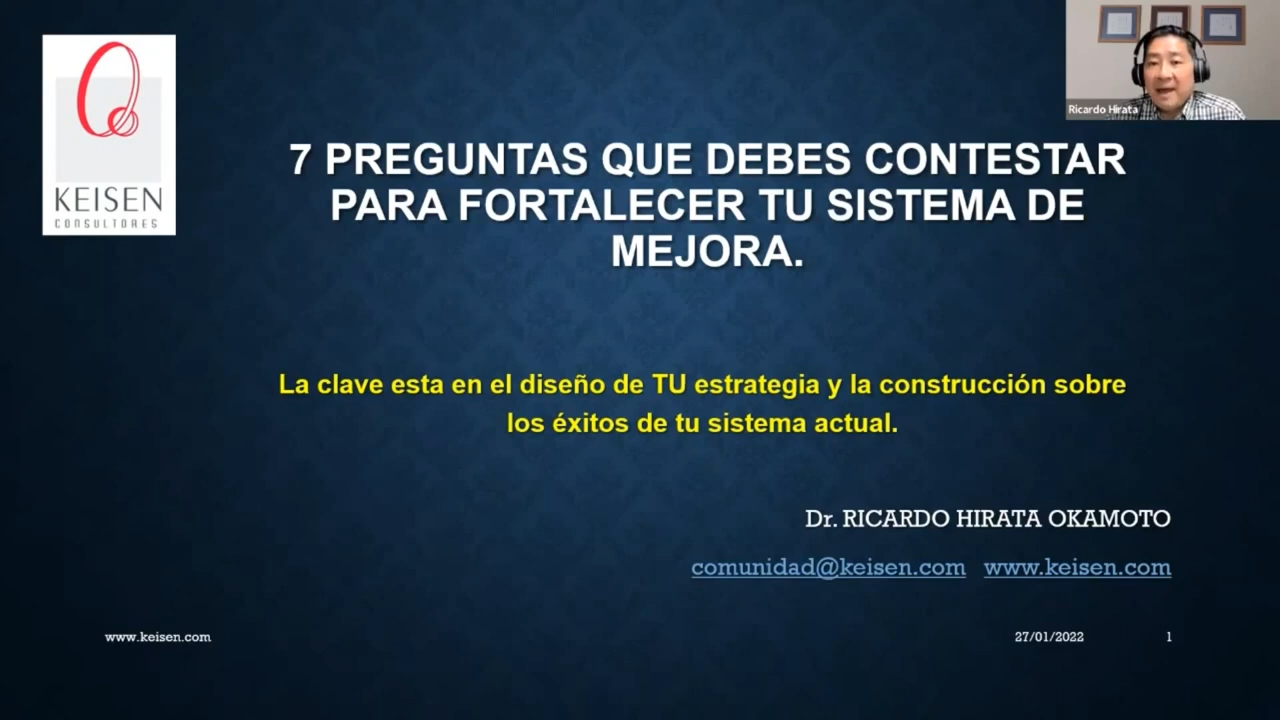 KEISEN
CONSULTORES
Ricardo Hirata
7 PREGUNTAS QUE DEBES CONTESTAR
PARA FORTALECER TU SISTEMA DE
MEJORA.
La clave esta en el diseño de TU estrategia y la construcción sobre
los éxitos de tu sistema actual.
Dr. RICARDO HIRATA OKAMOTO
comunidad@keisen.com www.keisen.com
www.keisen.com 27/01/2022 1